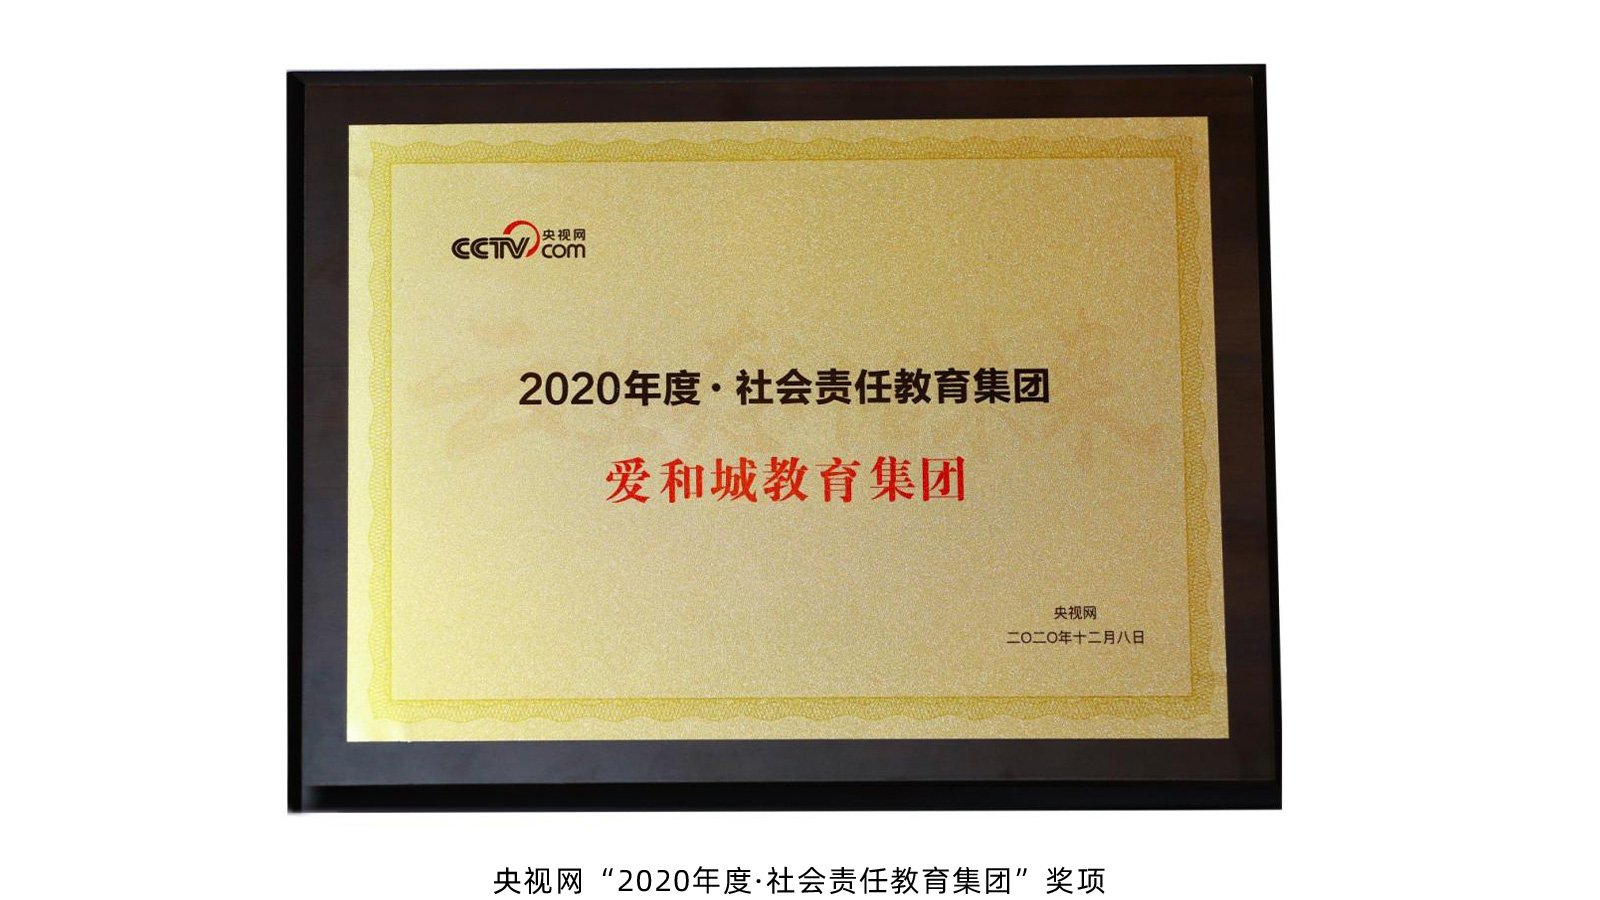 CCTV 央视网
com
2020年度·社会责任教育集团
爱和城教育集团
央视网
二〇二〇年十二月八日
央视网“2020年度·社会责任教育集团”奖项